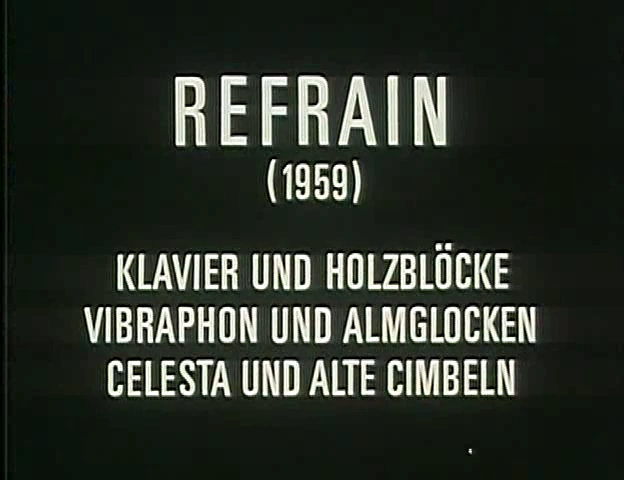 REFRAIN
(1959)
KLAVIER UND HOLZBLÖCKE
VIBRAPHON UND ALMGLOCKEN
CELESTA UND ALTE CIMBELN